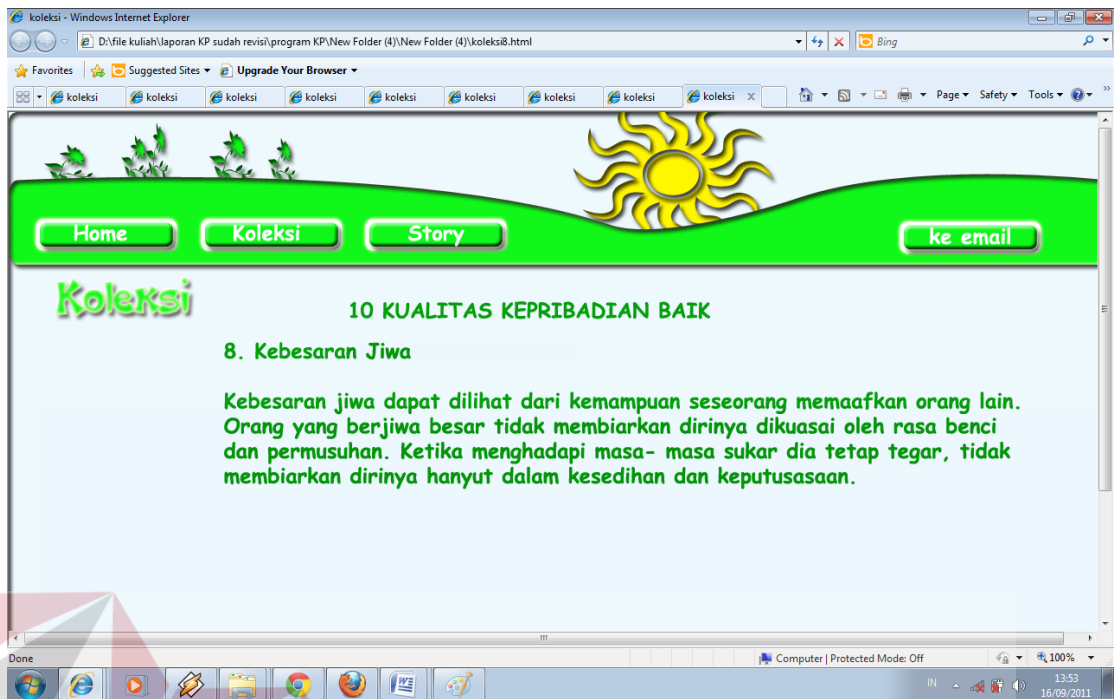 koleksi - Windows Internet Explorer
D:\file kuliah\laporan KP sudah revisi\program KP\New Folder (4)\New Folder (4)\koleksi8.html
Bing
Favorites Suggested Sites Upgrade Your Browser
koleksi koleksi koleksi koleksi koleksi koleksi koleksi koleksi koleksi X Page Safety Tools »
Home Koleksi Story ke email
Koleksi
10 KUALITAS KEPRIBADIAN BAIK
8. Kebesaran Jiwa
Kebesaran jiwa dapat dilihat dari kemampuan seseorang memaafkan orang lain.
Orang yang berjiwa besar tidak membiarkan dirinya dikuasai oleh rasa benci
dan permusuhan. Ketika menghadapi masa- masa sukar dia tetap tegar, tidak
membiarkan dirinya hanyut dalam kesedihan dan keputusasaan.
Done Computer | Protected Mode: Off 100%
IN 13:53
16/09/2011